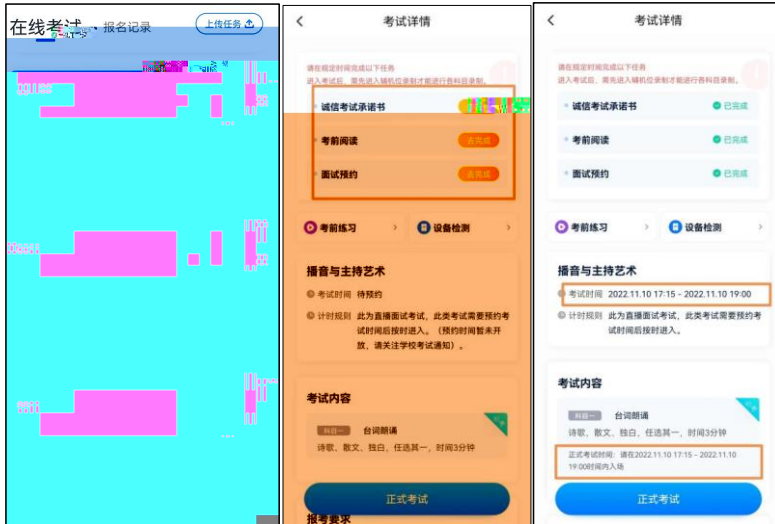 在线考试
报名记录
上传任务
考试详情
请在规定时间完成以下任务
进入考试后，需先进入辅机位录制才能进行各科目录制。
诚信考试承诺书
考前阅读
去完成
面试预约
去完成
考前练习
设备检测
播音与主持艺术
考试时间 待预约
计时规则 此为直播面试考试，此类考试需要预约考
试时间后按时进入。（预约时间暂未开
放，请关注学校考试通知）。
考试内容
科目一 台词朗诵
诗歌、散文、独白，任选其一，时间3分钟
正式考试
报考要求
考试详情
请在规定时间完成以下任务
进入考试后，需先进入辅机位录制才能进行各科目录制。
诚信考试承诺书
已完成
考前阅读
已完成
面试预约
已完成
考前练习
设备检测
播音与主持艺术
考试时间 2022.11.10 17:15 - 2022.11.10 19:00
计时规则 此为直播面试考试，此类考试需要预约考
试时间后按时进入。
考试内容
科目一 台词朗诵
诗歌、散文、独白，任选其一，时间3分钟
正式考试时间：请在2022.11.10 17:15 - 2022.11.10
19:00时间内入场
正式考试